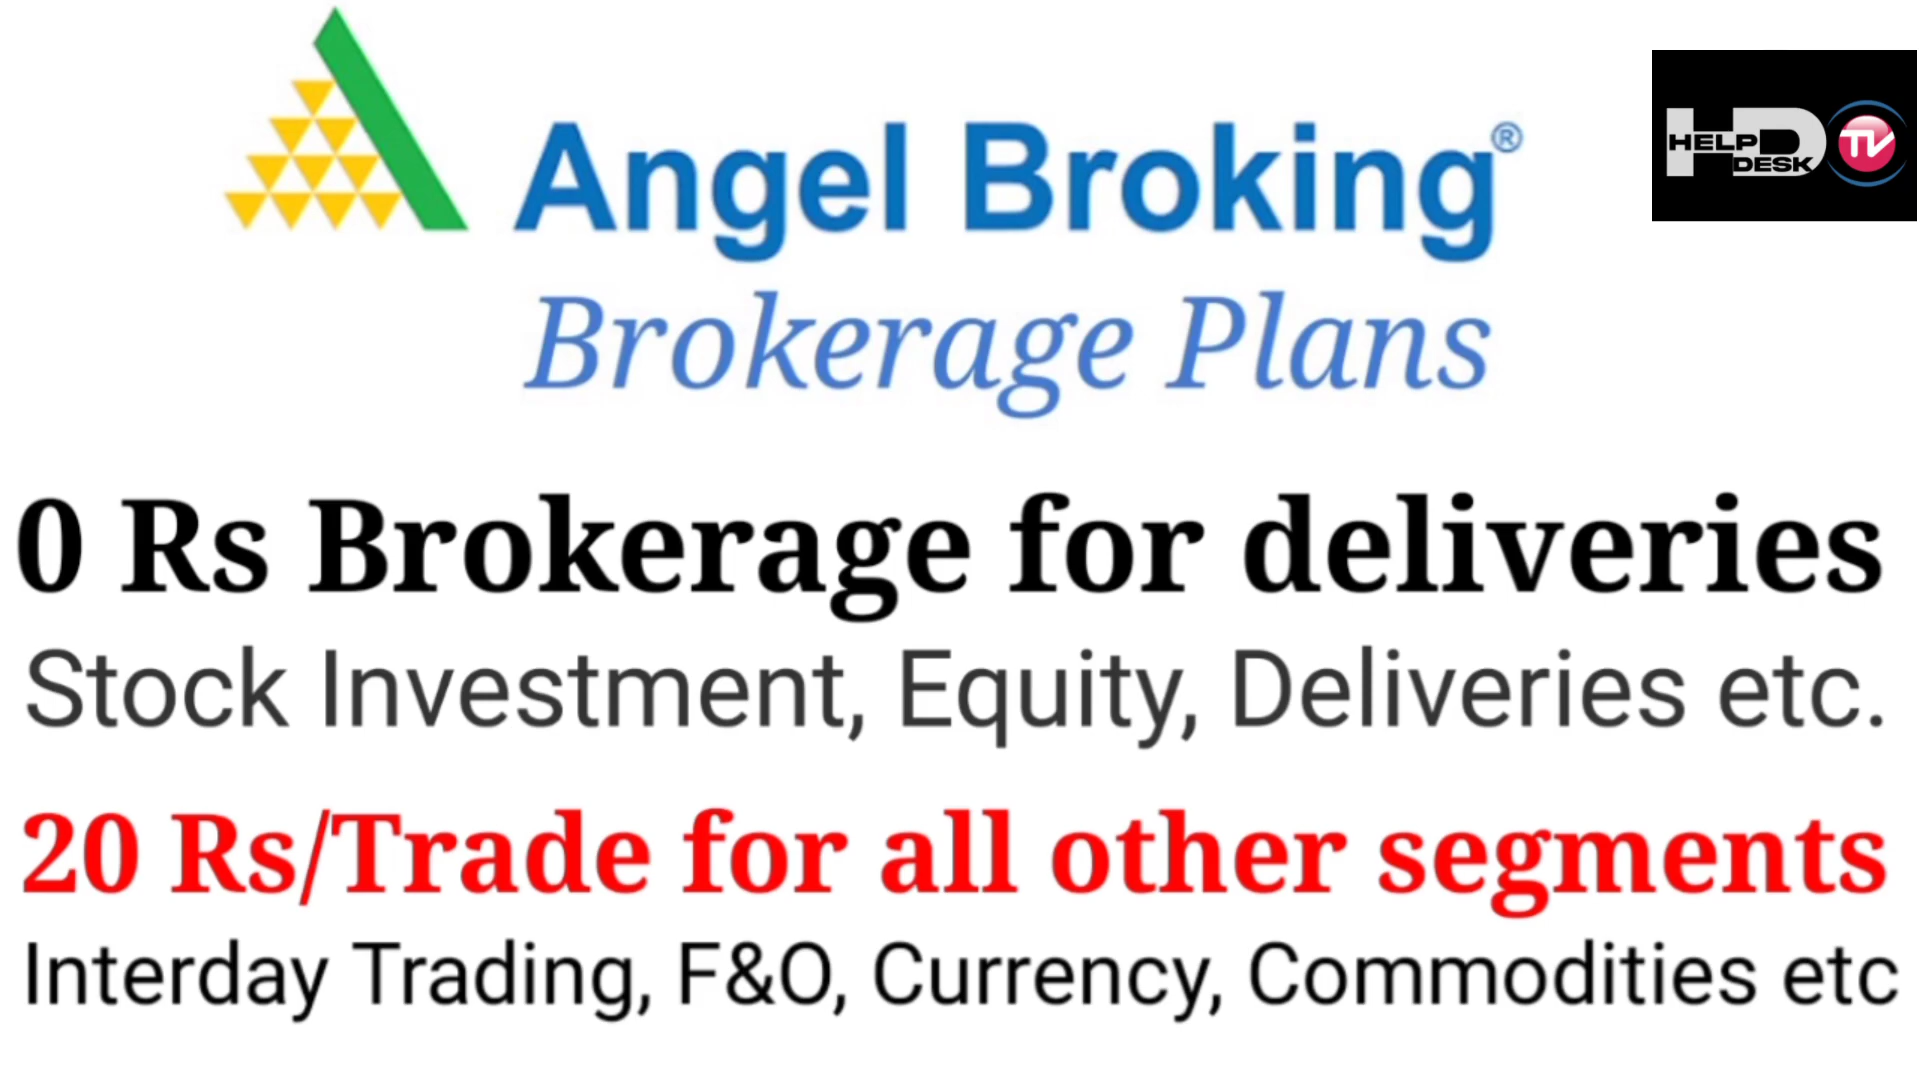 Angel Broking®
HELP DESK TV
Brokerage Plans
0 Rs Brokerage for deliveries
Stock Investment, Equity, Deliveries etc.
20 Rs/Trade for all other segments
Interday Trading, F&O, Currency, Commodities etc